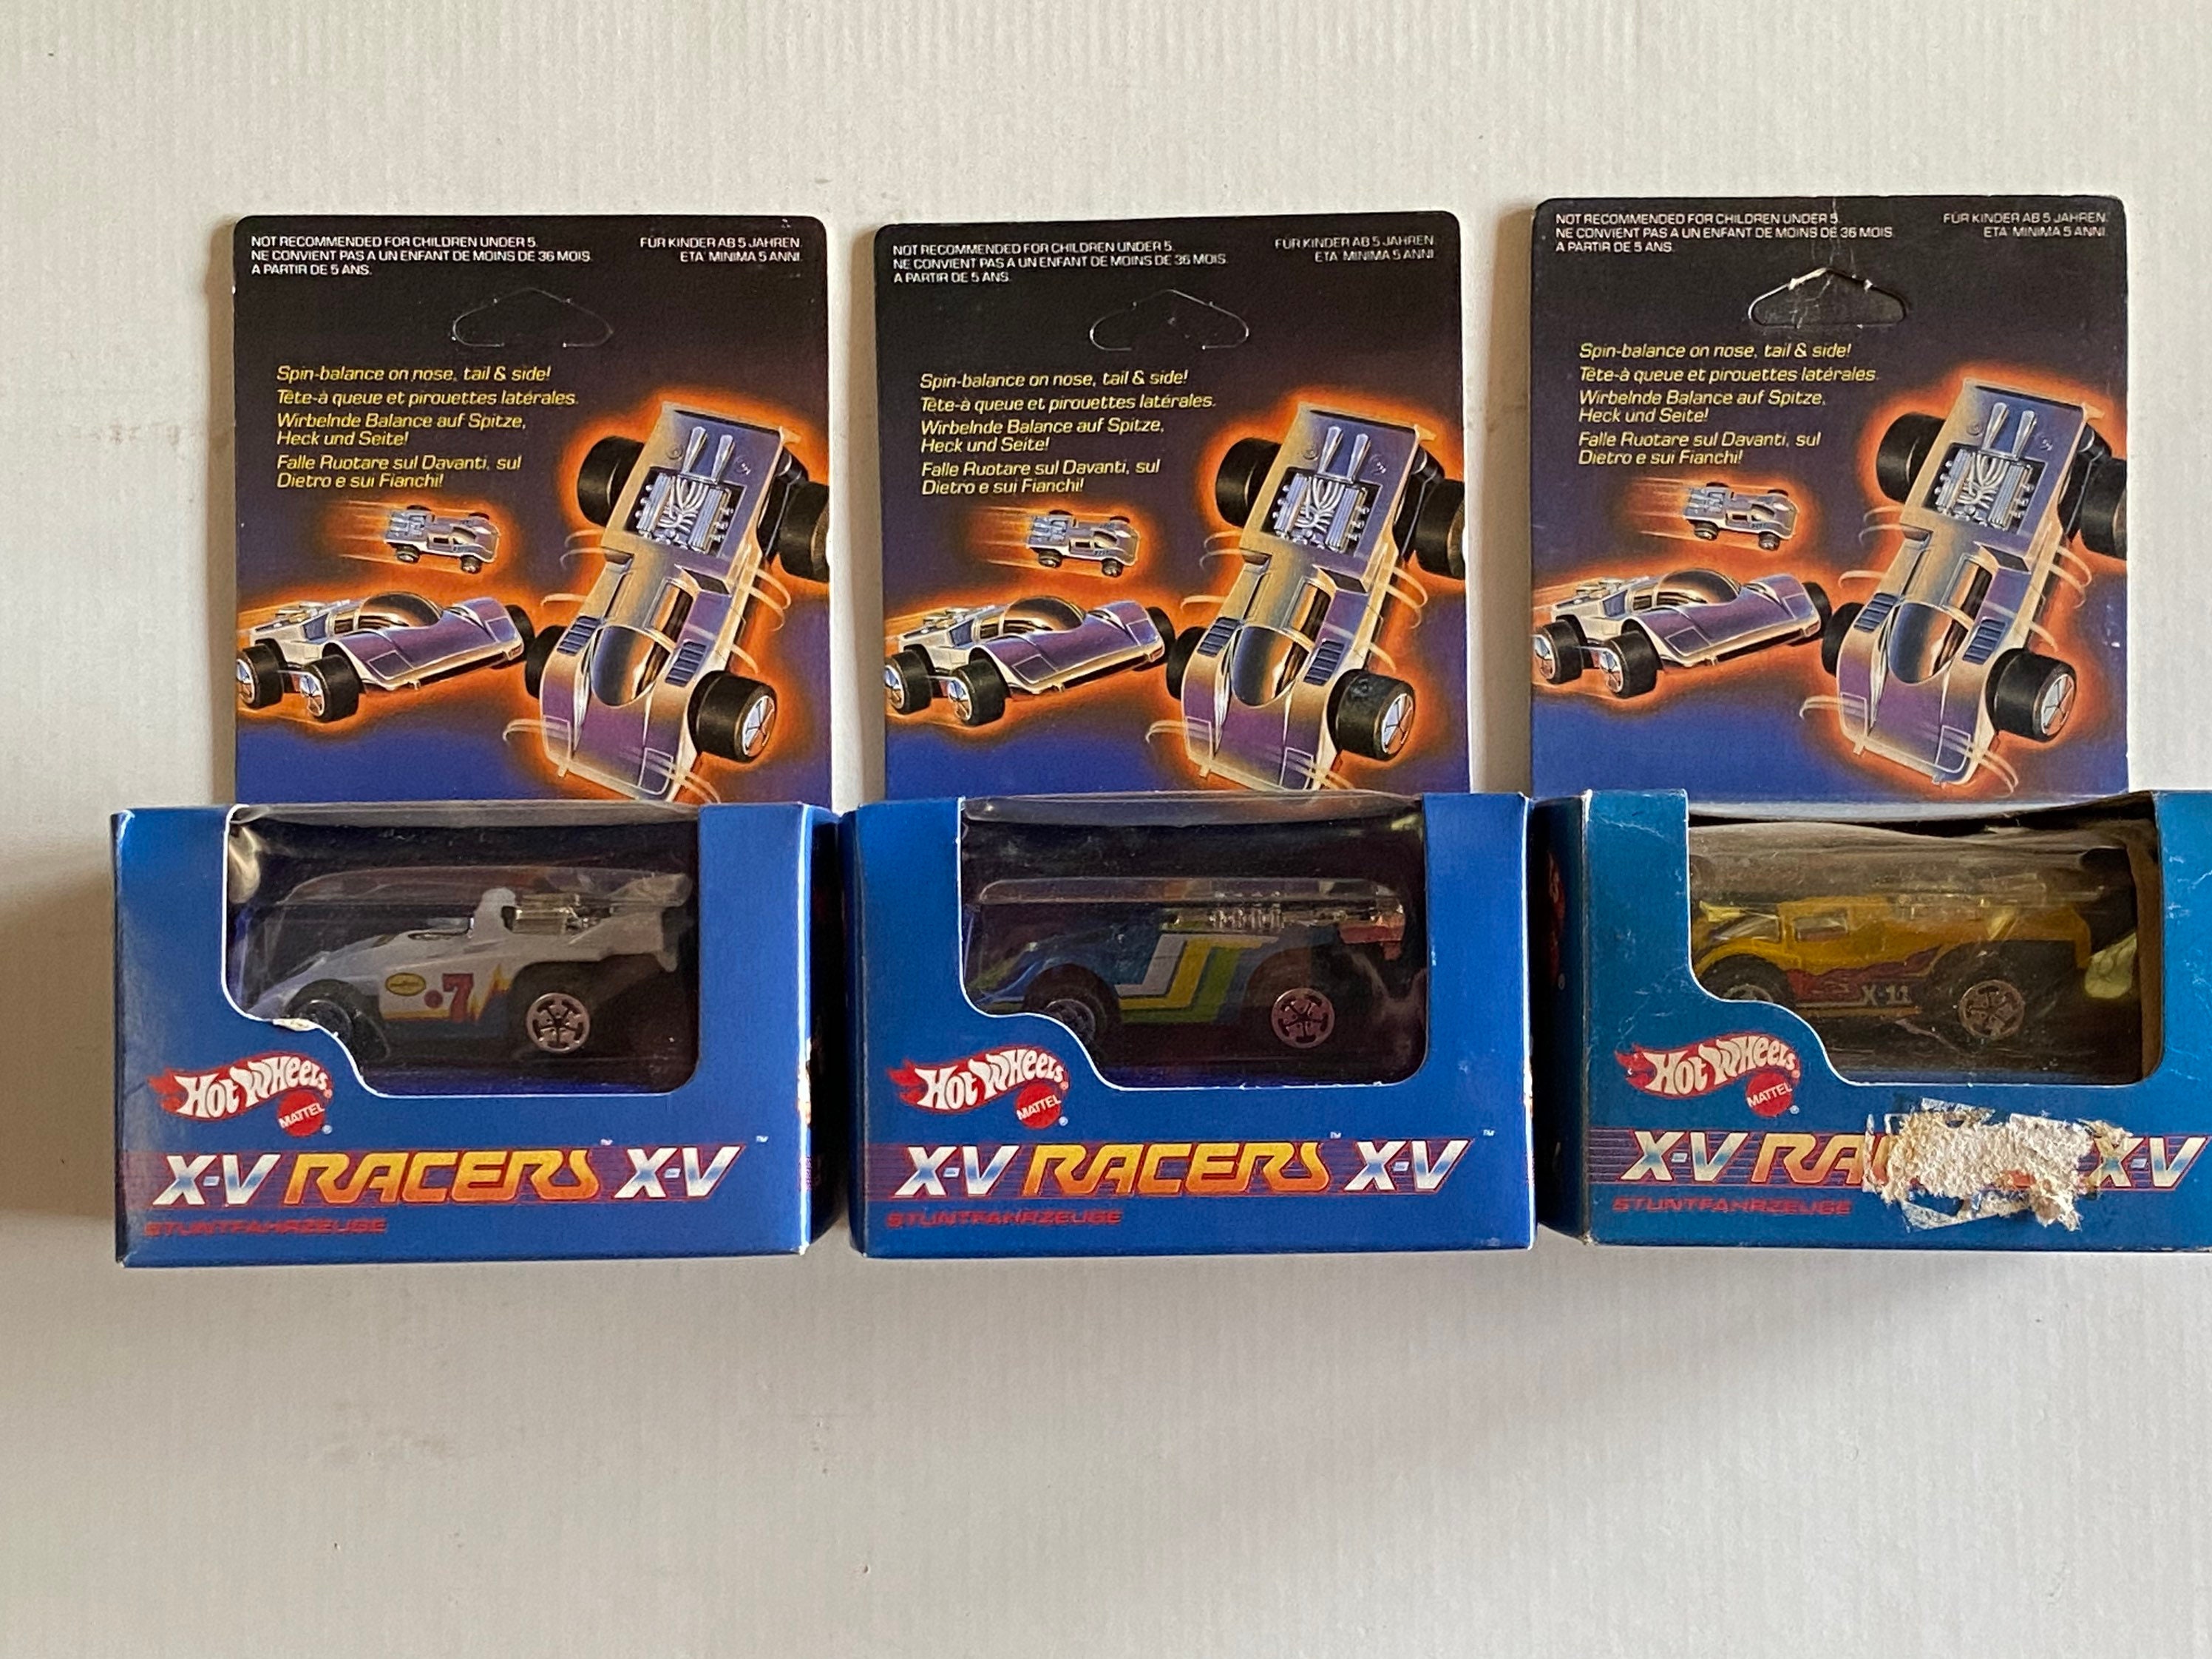 NOT RECOMMENDED FOR CHILDREN UNDER 5.
NE CONVIENT PAS A UN ENFANT DE MOINS DE 36 MOIS.
A PARTIR DE 5 ANS.
FÜR KINDER AB 5 JAHREN.
ETA' MINIMA 5 ANNI.
Spin-balance on nose, tail & side!
Tête-à queue et pirouettes latérales.
Wirbelnde Balance auf Spitze,
Heck und Seite!
Falle Ruotare sul Davanti, sul
Dietro e sui Fianchi!
7
HOT WHEELS
MATTEL®
X-V RACERS™ X-V™
STUNTFAHRZEUGE
NOT RECOMMENDED FOR CHILDREN UNDER 5.
NE CONVIENT PAS A UN ENFANT DE MOINS DE 36 MOIS.
A PARTIR DE 5 ANS.
FÜR KINDER AB 5 JAHREN.
ETA' MINIMA 5 ANNI.
Spin-balance on nose, tail & side!
Tête-à queue et pirouettes latérales.
Wirbelnde Balance auf Spitze,
Heck und Seite!
Falle Ruotare sul Davanti, sul
Dietro e sui Fianchi!
HOT WHEELS
MATTEL®
X-V RACERS™ X-V™
STUNTFAHRZEUGE
NOT RECOMMENDED FOR CHILDREN UNDER 5.
NE CONVIENT PAS A UN ENFANT DE MOINS DE 36 MOIS.
A PARTIR DE 5 ANS.
FÜR KINDER AB 5 JAHREN.
ETA' MINIMA 5 ANNI.
Spin-balance on nose, tail & side!
Tête-à queue et pirouettes latérales.
Wirbelnde Balance auf Spitze,
Heck und Seite!
Falle Ruotare sul Davanti, sul
Dietro e sui Fianchi!
X-11
HOT WHEELS
MATTEL®
X-V RA X-V
STUNTFAHRZEUGE